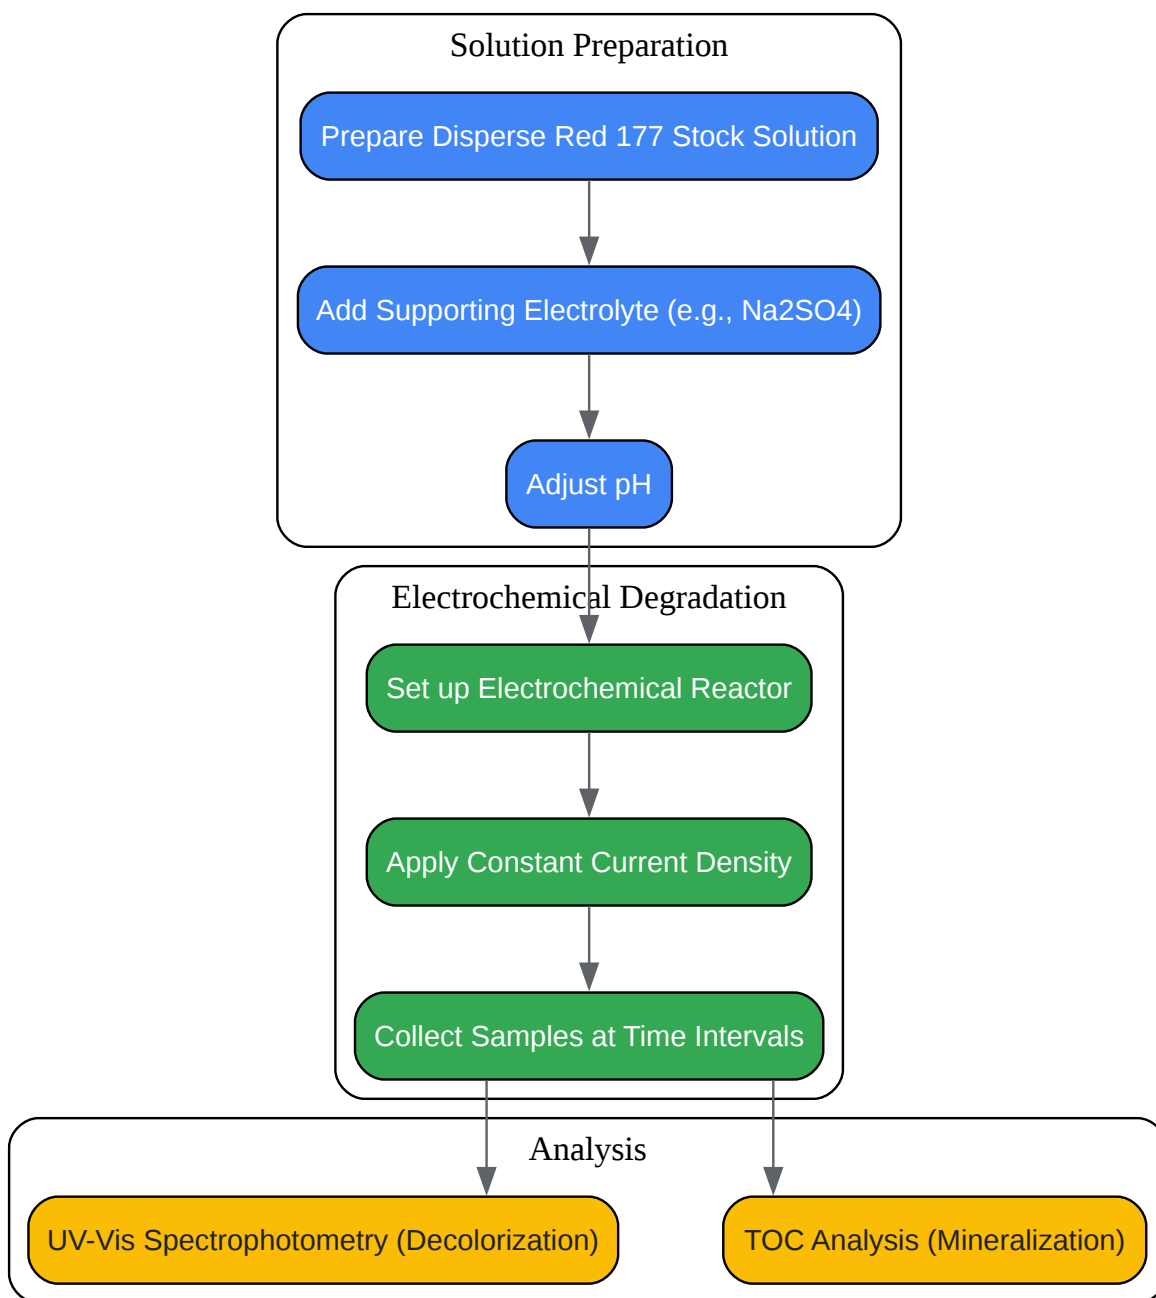 Solution Preparation
Prepare Disperse Red 177 Stock Solution
Add Supporting Electrolyte (e.g., Na2SO4)
Adjust pH
Electrochemical Degradation
Set up Electrochemical Reactor
Apply Constant Current Density
Collect Samples at Time Intervals
Analysis
UV-Vis Spectrophotometry (Decolorization)
TOC Analysis (Mineralization)